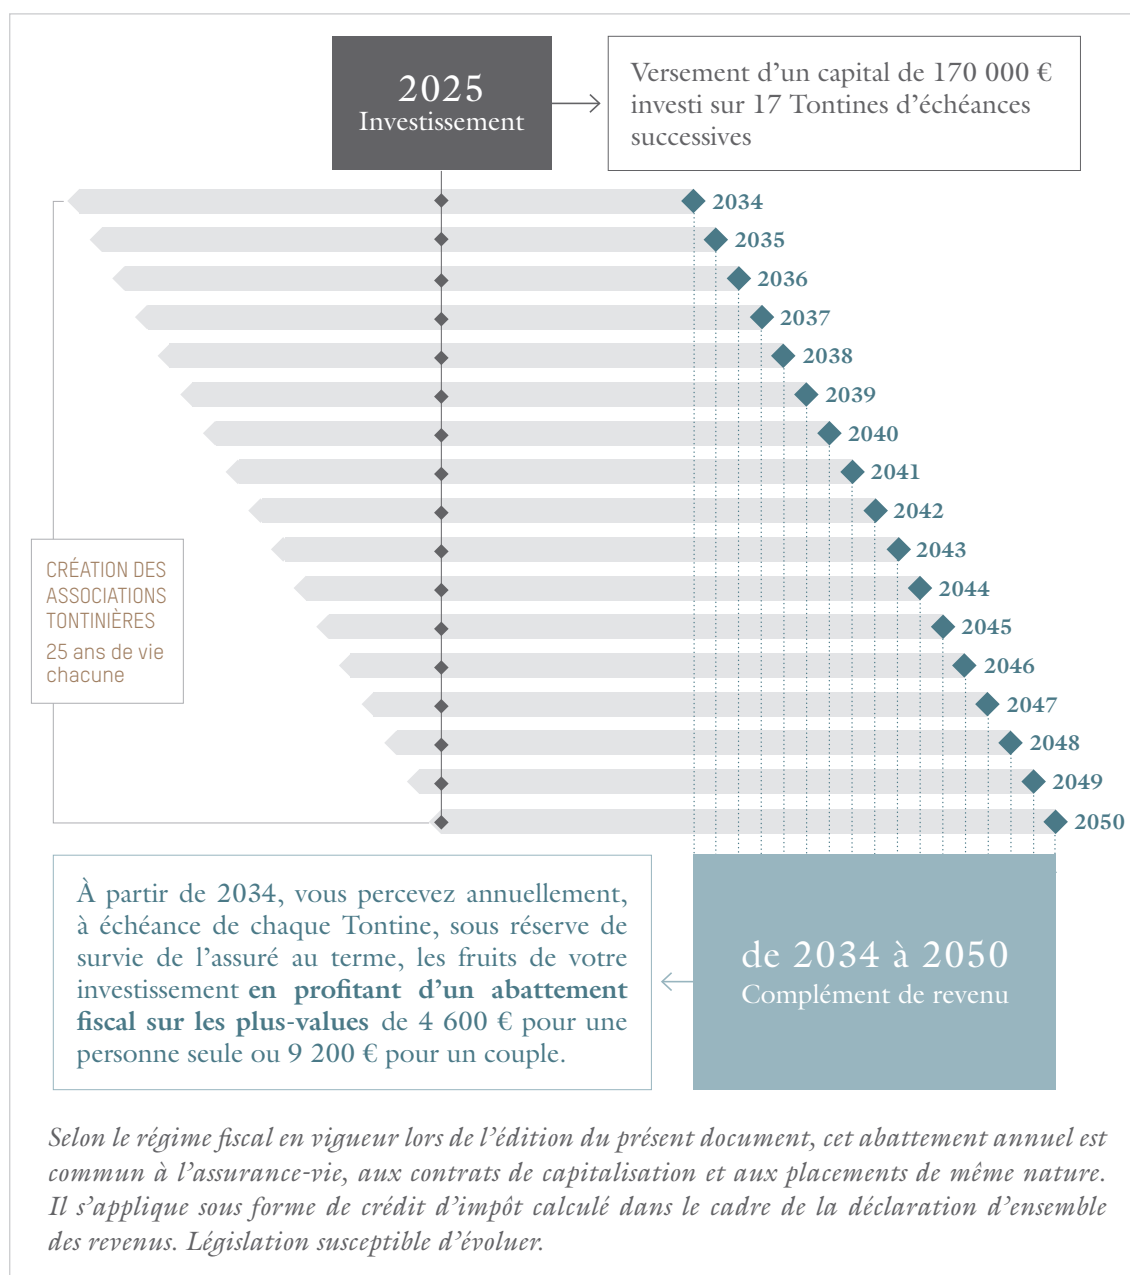 2025
Investissement
Versement d’un capital de 170 000 €
investi sur 17 Tontines d’échéances
successives
2034
2035
2036
2037
2038
2039
2040
2041
2042
2043
2044
2045
2046
2047
2048
2049
2050
CRÉATION DES
ASSOCIATIONS
TONTINIÈRES
25 ans de vie
chacune
À partir de 2034, vous percevez annuellement,
à échéance de chaque Tontine, sous réserve de
survie de l’assuré au terme, les fruits de votre
investissement en profitant d’un abattement
fiscal sur les plus-values de 4 600 € pour une
personne seule ou 9 200 € pour un couple.
de 2034 à 2050
Complément de revenu
Selon le régime fiscal en vigueur lors de l’édition du présent document, cet abattement annuel est
commun à l’assurance-vie, aux contrats de capitalisation et aux placements de même nature.
Il s’applique sous forme de crédit d’impôt calculé dans le cadre de la déclaration d’ensemble
des revenus. Législation susceptible d’évoluer.